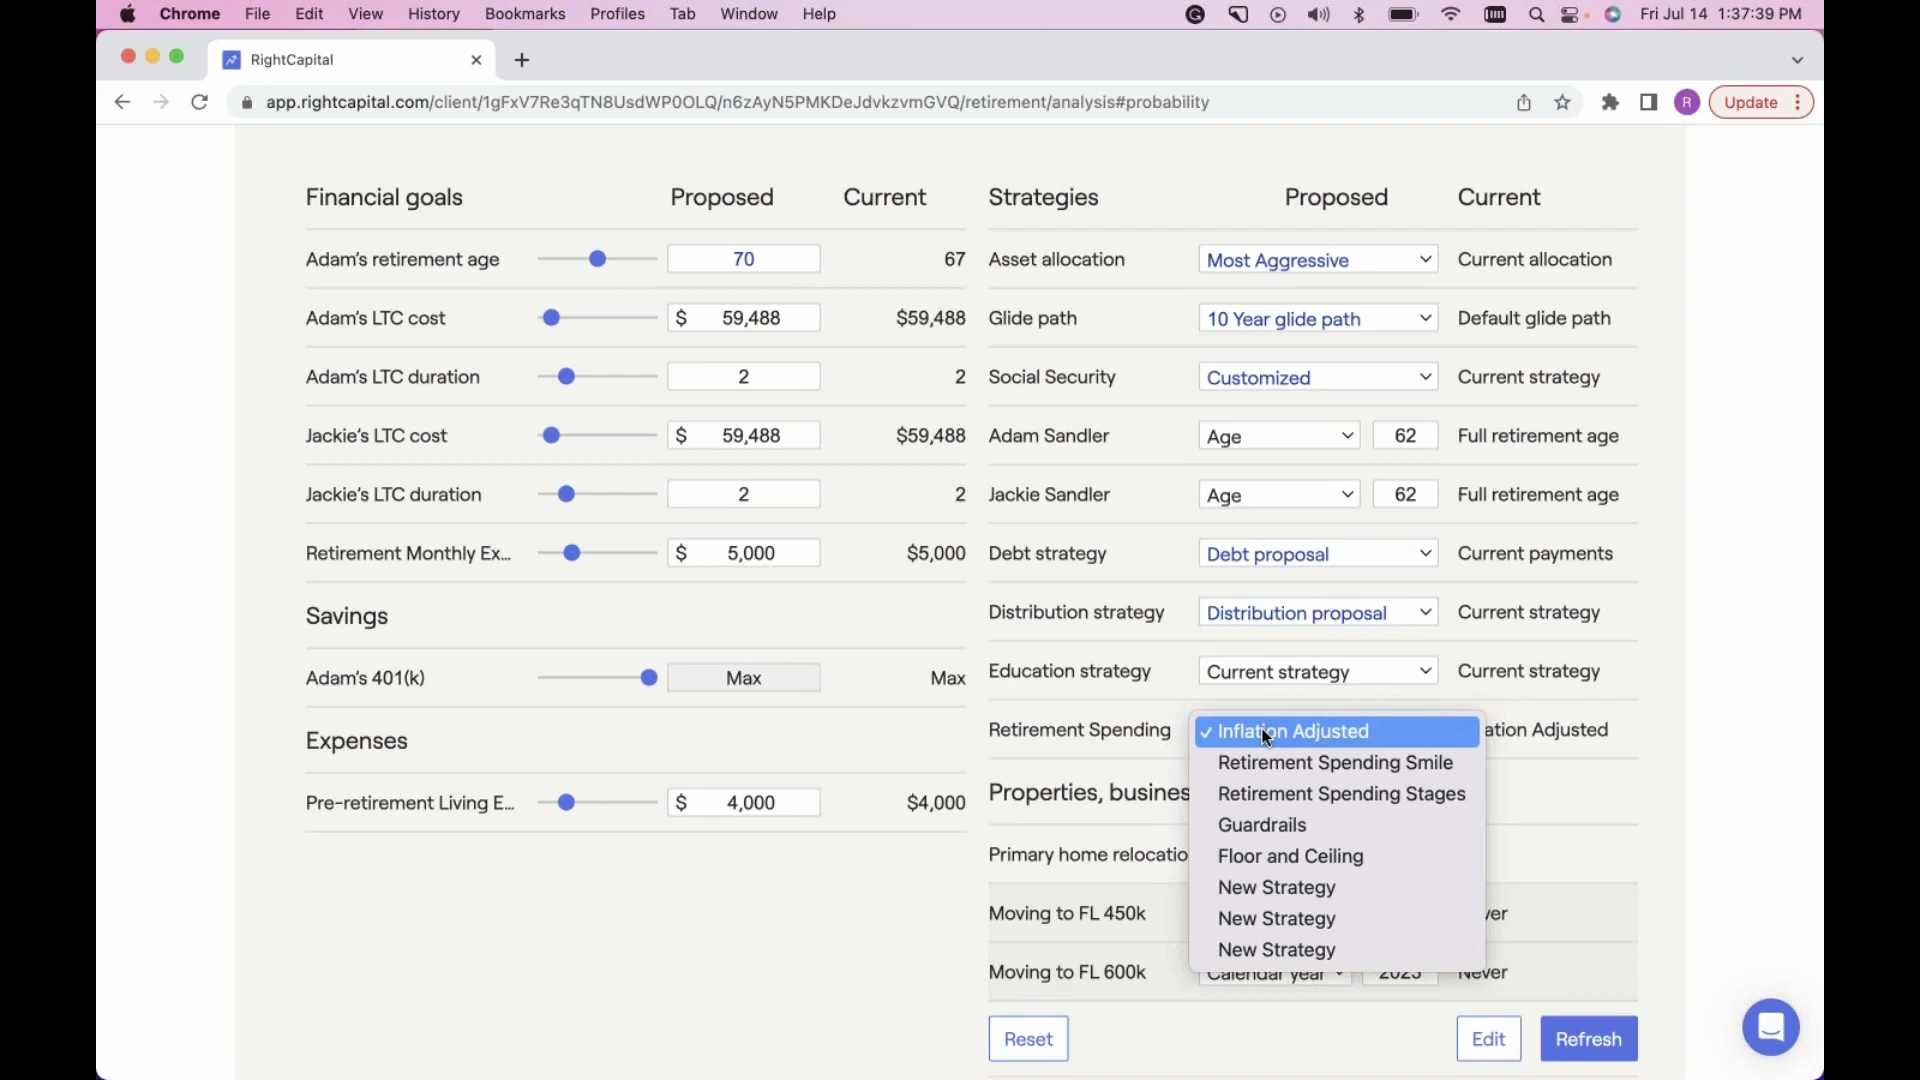 Chrome File Edit View History Bookmarks Profiles Tab Window Help Fri Jul 14 1:37:39 PM
RightCapital
app.rightcapital.com/client/1gFxV7Re3qTN8UsdWP0OLQ/n6zAyN5PMKDeJdvkzvmGVQ/retirement/analysis#probability R Update
Financial goals Proposed Current
Adam's retirement age 70 67
Adam's LTC cost $ 59,488 $59,488
Adam's LTC duration 2 2
Jackie's LTC cost $ 59,488 $59,488
Jackie's LTC duration 2 2
Retirement Monthly Ex... $ 5,000 $5,000
Savings
Adam's 401(k) Max Max
Expenses
Pre-retirement Living E... $ 4,000 $4,000
Strategies Proposed Current
Asset allocation Most Aggressive Current allocation
Glide path 10 Year glide path Default glide path
Social Security Customized Current strategy
Adam Sandler Age 62 Full retirement age
Jackie Sandler Age 62 Full retirement age
Debt strategy Debt proposal Current payments
Distribution strategy Distribution proposal Current strategy
Education strategy Current strategy Current strategy
Retirement Spending ✓ Inflation Adjusted ation Adjusted
Retirement Spending Smile
Properties, busines Retirement Spending Stages
Guardrails
Primary home relocatio Floor and Ceiling
New Strategy
Moving to FL 450k New Strategy ver
New Strategy
Moving to FL 600k Calendar year 2023 Never
Reset Edit Refresh